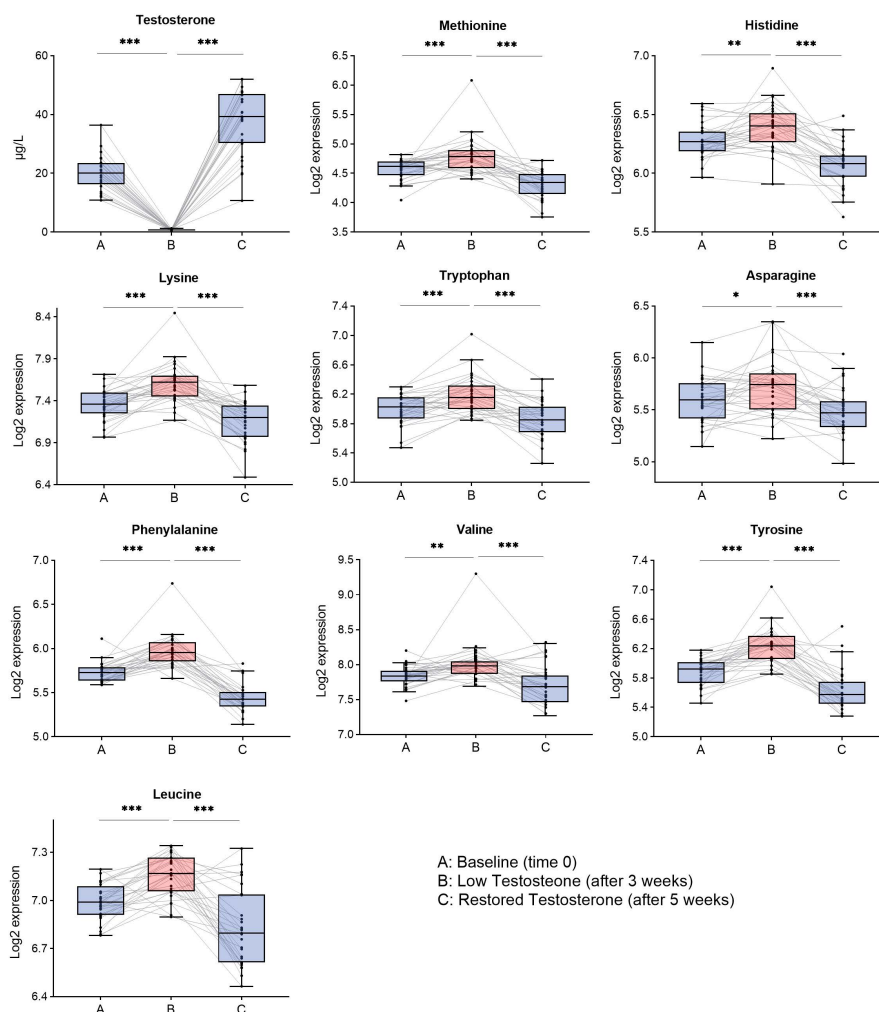 Testosterone
*** ***
60
40
20
0
µg/L
A B C
Methionine
*** ***
6.5
6.0
5.5
5.0
4.5
4.0
3.5
Log2 expression
A B C
Histidine
** ***
7.0
6.5
6.0
5.5
Log2 expression
A B C
Lysine
*** ***
8.4
7.9
7.4
6.9
6.4
Log2 expression
A B C
Tryptophan
*** ***
7.4
7.0
6.6
6.2
5.8
5.4
5.0
Log2 expression
A B C
Asparagine
* ***
6.5
6.0
5.5
5.0
Log2 expression
A B C
Phenylalanine
*** ***
7.0
6.5
6.0
5.5
5.0
Log2 expression
A B C
Valine
** ***
9.5
9.0
8.5
8.0
7.5
7.0
Log2 expression
A B C
Tyrosine
*** ***
7.4
7.0
6.6
6.2
5.8
5.4
5.0
Log2 expression
A B C
Leucine
*** ***
7.3
7.0
6.7
6.4
Log2 expression
A B C
A: Baseline (time 0)
B: Low Testosteone (after 3 weeks)
C: Restored Testosterone (after 5 weeks)